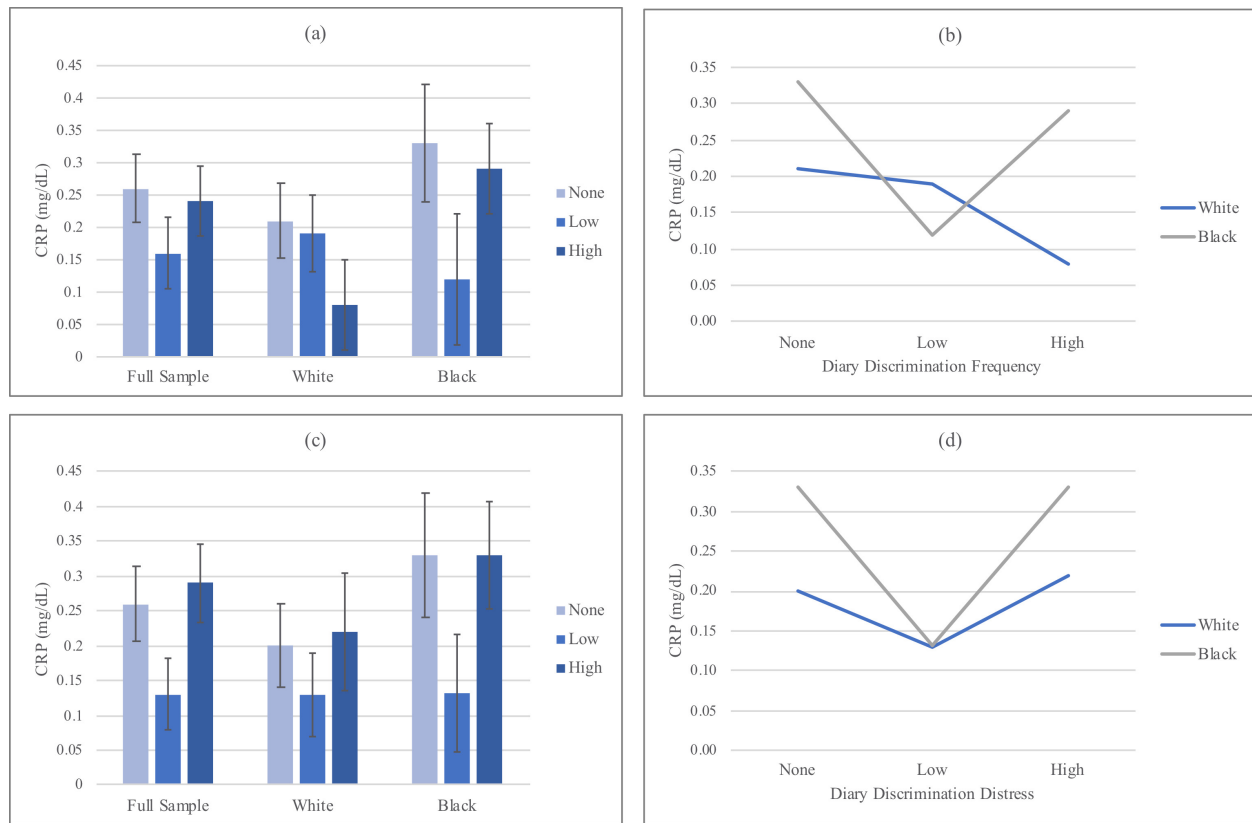 (a)
0.45
0.4
0.35
0.3
0.25
0.2
0.15
0.1
0.05
0
CRP (mg/dL)
Full Sample White Black
None
Low
High
(b)
0.35
0.30
0.25
0.20
0.15
0.10
0.05
0.00
CRP (mg/dL)
None Low High
Diary Discrimination Frequency
White
Black
(c)
0.45
0.4
0.35
0.3
0.25
0.2
0.15
0.1
0.05
0
CRP (mg/dL)
Full Sample White Black
None
Low
High
(d)
0.35
0.30
0.25
0.20
0.15
0.10
0.05
0.00
CRP (mg/dL)
None Low High
Diary Discrimination Distress
White
Black